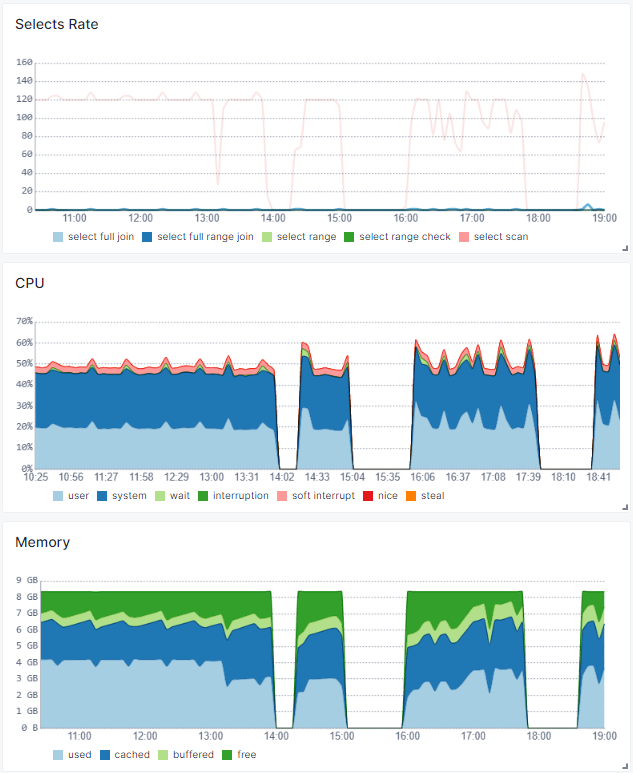 Selects Rate
160
140
120
100
80
60
40
20
0
11:00 12:00 13:00 14:00 15:00 16:00 17:00 18:00 19:00
select full join select full range join select range select range check select scan
CPU
70%
60%
50%
40%
30%
20%
10%
0%
10:25 10:56 11:27 11:58 12:29 13:00 13:31 14:02 14:33 15:04 15:35 16:06 16:37 17:08 17:39 18:10 18:41
user system wait interruption soft interrupt nice steal
Memory
9 GB
8 GB
7 GB
6 GB
5 GB
4 GB
3 GB
2 GB
1 GB
0 B
11:00 12:00 13:00 14:00 15:00 16:00 17:00 18:00 19:00
used cached buffered free